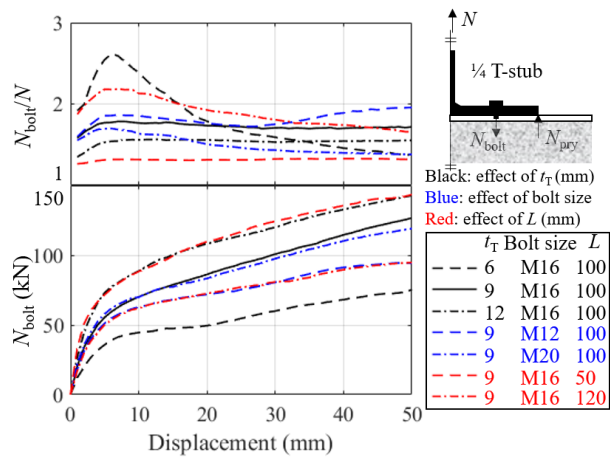 3
2
1
N_bolt/N
150
100
50
0
N_bolt (kN)
0 10 20 30 40 50
Displacement (mm)
N
¼ T-stub
N_bolt N_pry
Black: effect of t_T (mm)
Blue: effect of bolt size
Red: effect of L (mm)
t_T Bolt size L
6 M16 100
9 M16 100
12 M16 100
9 M12 100
9 M20 100
9 M16 50
9 M16 120